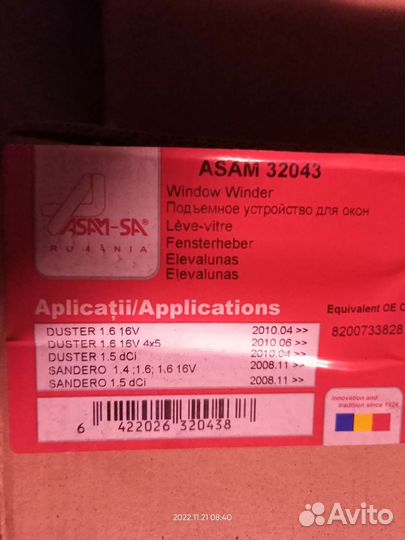 ASAM 32043
Window Winder
Подъемное устройство для окон
Lève-vitre
Fensterheber
Elevalunas
Elevalunas
ASAM-SA
RUMANIA
Aplicații/Applications
Equivalent OE
DUSTER 1.6 16V 2010.04 >>
DUSTER 1.6 16V 4x5 2010.06 >>
DUSTER 1.5 dCi 2010.04 >>
SANDERO 1.4 ;1.6; 1.6 16V 2008.11 >>
SANDERO 1.5 dCi 2008.11 >>
8200733828
Innovation and
tradition since 1924
6 422026 320438
2022.11.21 08:40
Avito